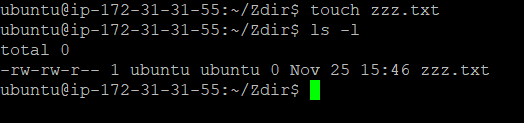 ubuntu@ip-172-31-31-55:~/Zdir$ touch zzz.txt
ubuntu@ip-172-31-31-55:~/Zdir$ ls -l
total 0
-rw-rw-r-- 1 ubuntu ubuntu 0 Nov 25 15:46 zzz.txt
ubuntu@ip-172-31-31-55:~/Zdir$